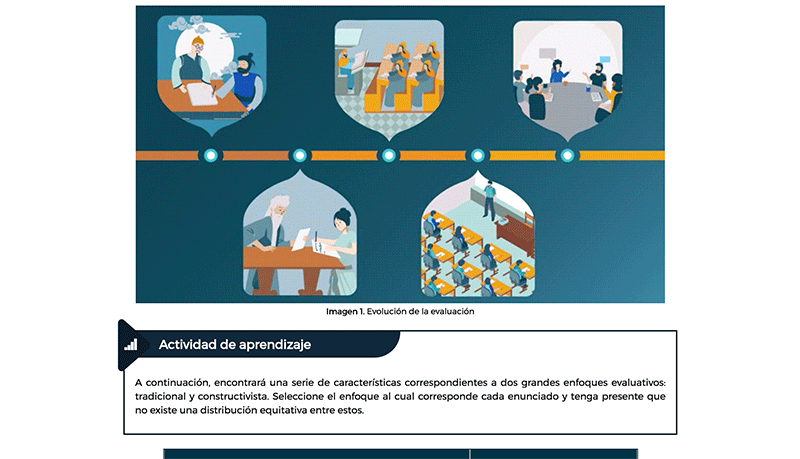 Imagen 1. Evolución de la evaluación
Actividad de aprendizaje
A continuación, encontrará una serie de características correspondientes a dos grandes enfoques evaluativos:
tradicional y constructivista. Seleccione el enfoque al cual corresponde cada enunciado y tenga presente que
no existe una distribución equitativa entre estos.